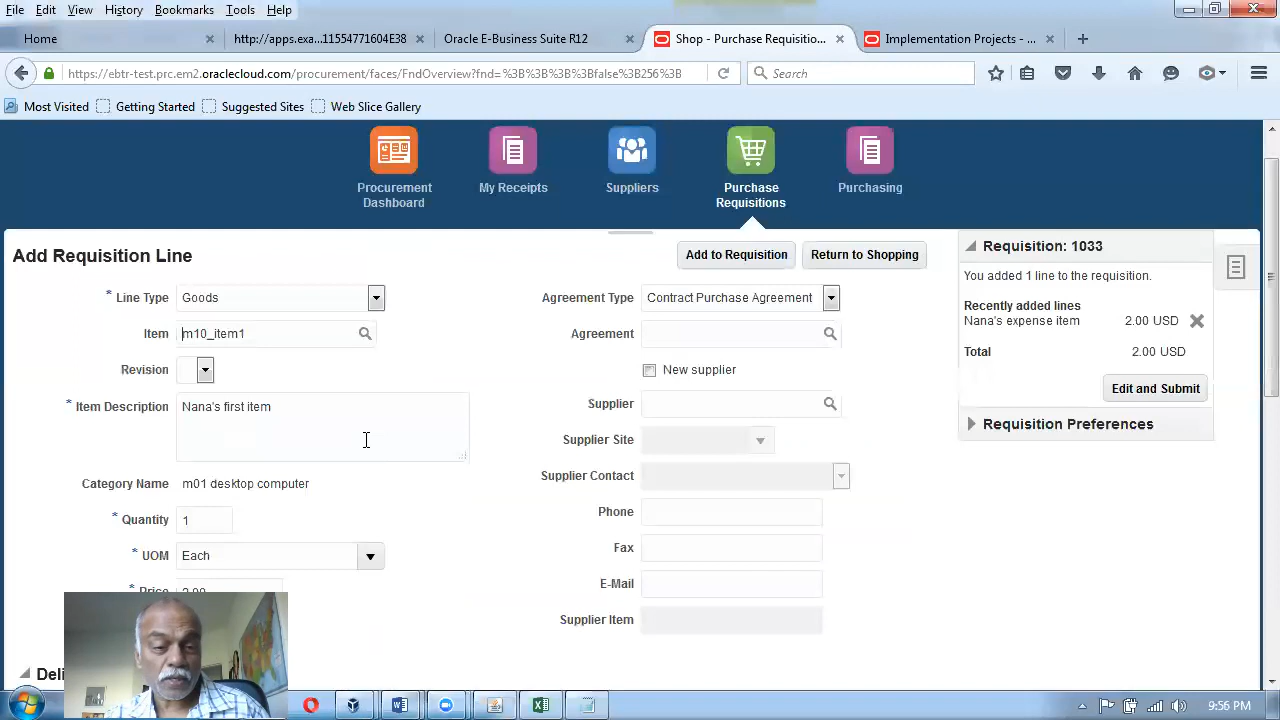 File Edit View History Bookmarks Tools Help
Home
http://apps.exa...11554771604E38
Oracle E-Business Suite R12
Shop - Purchase Requisitio...
Implementation Projects - ...
https://ebtr-test.prc.em2.oraclecloud.com/procurement/faces/FndOverview?fnd=%3B%3B%3B%3Bfalse%3B256%3B
Search
Most Visited Getting Started Suggested Sites Web Slice Gallery
Procurement Dashboard
My Receipts
Suppliers
Purchase Requisitions
Purchasing
Add Requisition Line
Add to Requisition Return to Shopping
* Line Type Goods
Item m10_item1
Revision
* Item Description Nana's first item
Category Name m01 desktop computer
* Quantity 1
* UOM Each
* Price 2.00
Deli
Agreement Type Contract Purchase Agreement
Agreement
New supplier
Supplier
Supplier Site
Supplier Contact
Phone
Fax
E-Mail
Supplier Item
Requisition: 1033
You added 1 line to the requisition.
Recently added lines
Nana's expense item 2.00 USD
Total 2.00 USD
Edit and Submit
Requisition Preferences
9:56 PM